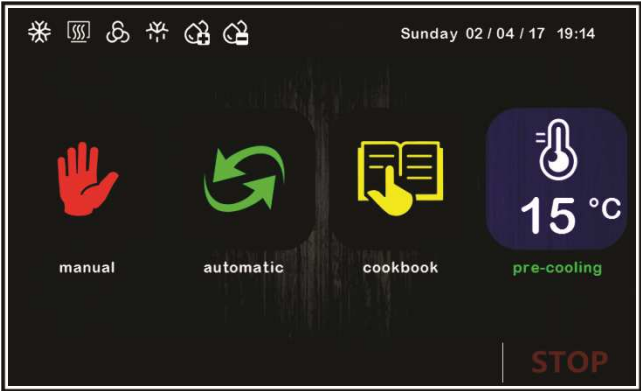 Sunday 02 / 04 / 17 19:14
15 °C
manual
automatic
cookbook
pre-cooling
STOP